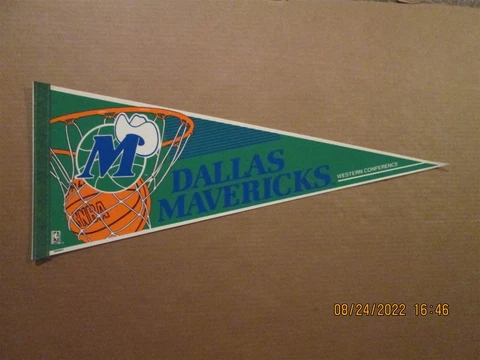 M
DALLAS
MAVERICKS
WESTERN CONFERENCE
NBA
08/24/2022 16:46